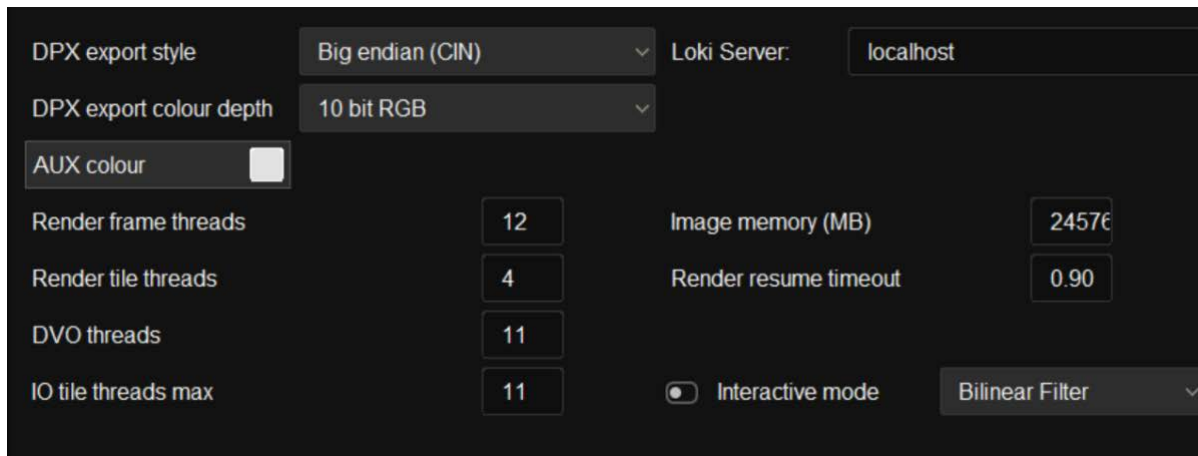 DPX export style Big endian (CIN) Loki Server: localhost
DPX export colour depth 10 bit RGB
AUX colour
Render frame threads 12 Image memory (MB) 24576
Render tile threads 4 Render resume timeout 0.90
DVO threads 11
IO tile threads max 11 Interactive mode Bilinear Filter